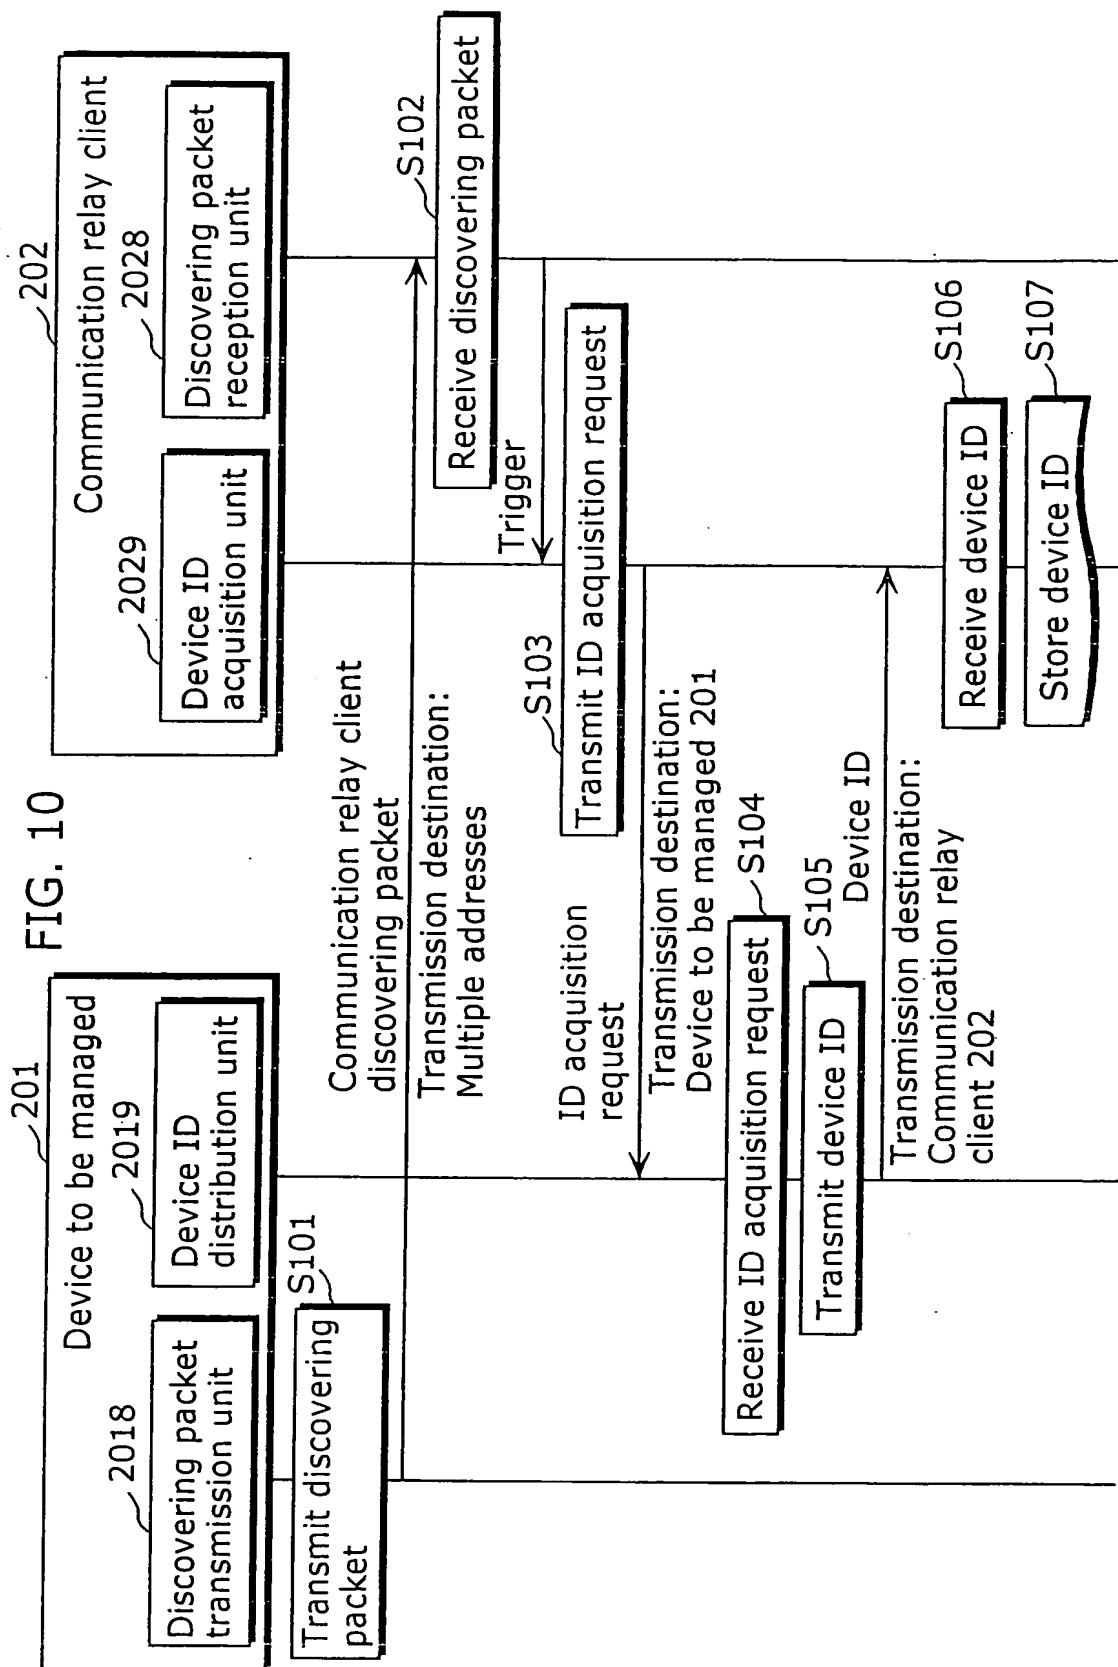 FIG. 10
201
Device to be managed
2018
Discovering packet
transmission unit
2019
Device ID
distribution unit
202
Communication relay client
2029
Device ID
acquisition unit
2028
Discovering packet
reception unit
S101
Transmit discovering
packet
Communication relay client
discovering packet
Transmission destination:
Multiple addresses
S102
Receive discovering packet
Trigger
S103
Transmit ID acquisition request
ID acquisition
request
Transmission destination:
Device to be managed 201
S104
Receive ID acquisition request
S105
Transmit device ID
Device ID
Transmission destination:
Communication relay
client 202
S106
Receive device ID
S107
Store device ID